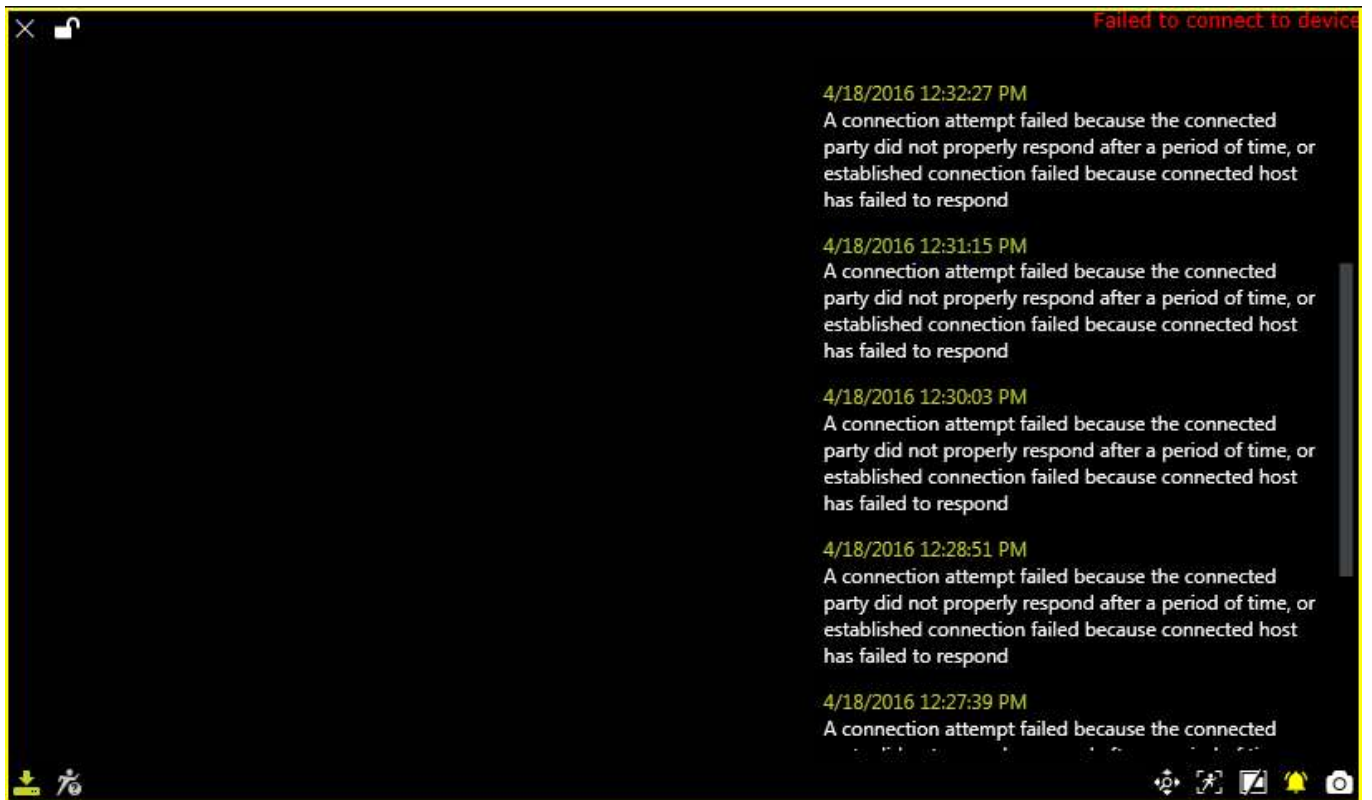 Failed to connect to device
4/18/2016 12:32:27 PM
A connection attempt failed because the connected
party did not properly respond after a period of time, or
established connection failed because connected host
has failed to respond
4/18/2016 12:31:15 PM
A connection attempt failed because the connected
party did not properly respond after a period of time, or
established connection failed because connected host
has failed to respond
4/18/2016 12:30:03 PM
A connection attempt failed because the connected
party did not properly respond after a period of time, or
established connection failed because connected host
has failed to respond
4/18/2016 12:28:51 PM
A connection attempt failed because the connected
party did not properly respond after a period of time, or
established connection failed because connected host
has failed to respond
4/18/2016 12:27:39 PM
A connection attempt failed because the connected